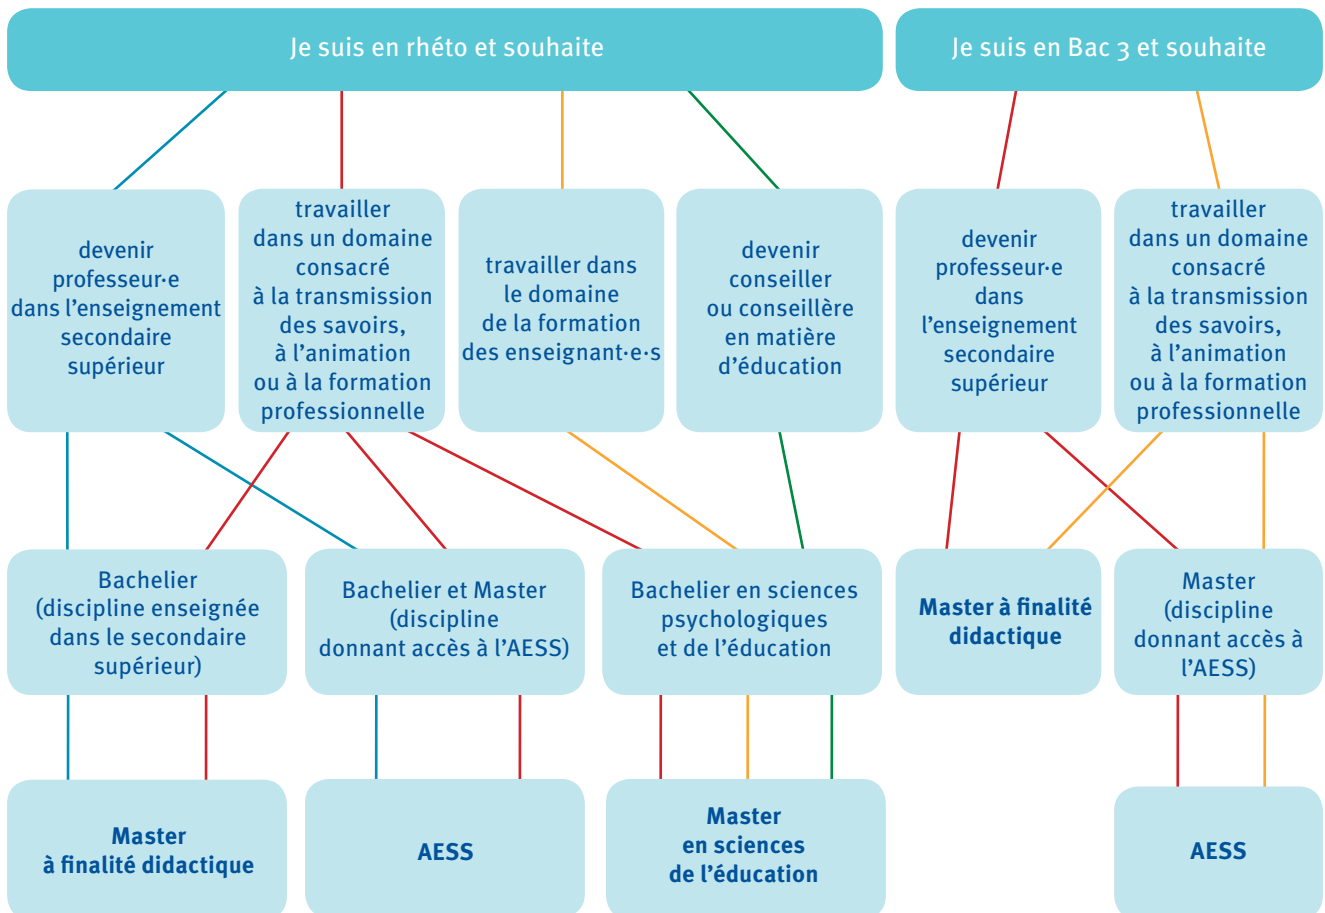 Je suis en rhéto et souhaite
Je suis en Bac 3 et souhaite
devenir
professeur·e
dans l'enseignement
secondaire
supérieur
travailler
dans un domaine
consacré
à la transmission
des savoirs,
à l'animation
ou à la formation
professionnelle
travailler dans
le domaine
de la formation
des enseignant·e·s
devenir
conseiller
ou conseillère
en matière
d'éducation
devenir
professeur·e
dans
l'enseignement
secondaire
supérieur
travailler
dans un domaine
consacré
à la transmission
des savoirs,
à l'animation
ou à la formation
professionnelle
Bachelier
(discipline enseignée
dans le secondaire
supérieur)
Bachelier et Master
(discipline
donnant accès à l'AESS)
Bachelier en sciences
psychologiques
et de l'éducation
Master à finalité
didactique
Master
(discipline
donnant accès à
l'AESS)
Master
à finalité didactique
AESS
Master
en sciences
de l'éducation
AESS